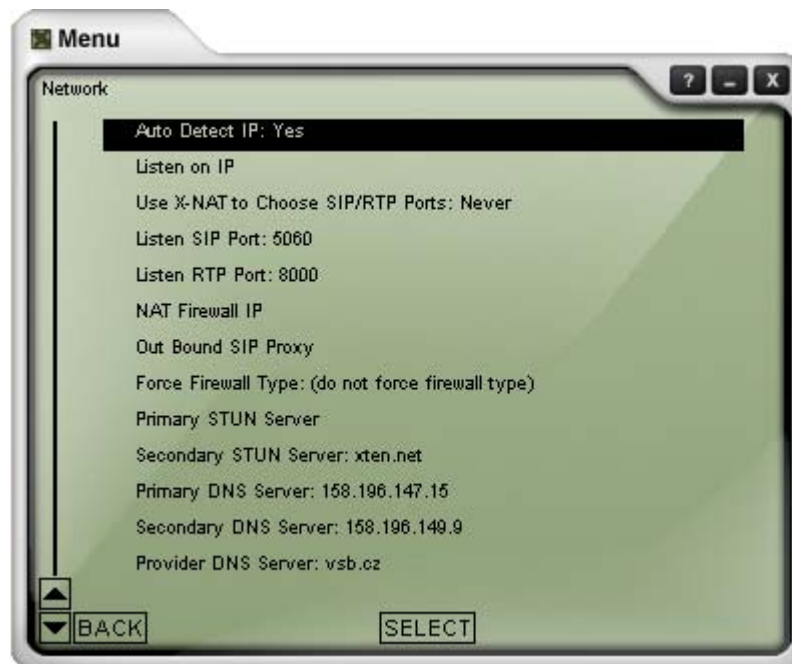 Menu
? - X
Network
Auto Detect IP: Yes
Listen on IP
Use X-NAT to Choose SIP/RTP Ports: Never
Listen SIP Port: 5060
Listen RTP Port: 8000
NAT Firewall IP
Out Bound SIP Proxy
Force Firewall Type: (do not force firewall type)
Primary STUN Server
Secondary STUN Server: xten.net
Primary DNS Server: 158.196.147.15
Secondary DNS Server: 158.196.149.9
Provider DNS Server: vsb.cz
BACK SELECT